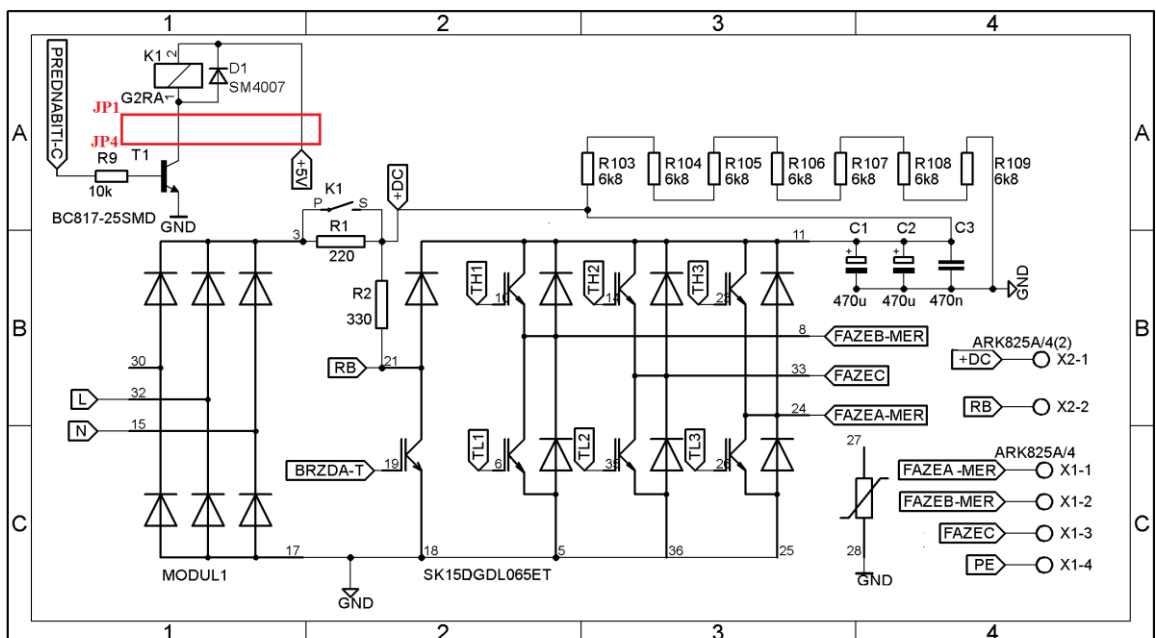 1 2 3 4
A
B
C
A
B
C
1 2 3 4
PREDNABITI-C
K1
2
1
G2RA
D1
SM4007
JP1
JP4
T1
R9
10k
BC817-25SMD
GND
+5V
+DC
K1
P S
R1
220
3
R2
330
RB
21
R103
6k8
R104
6k8
R105
6k8
R106
6k8
R107
6k8
R108
6k8
R109
6k8
11
C1
C2
C3
+
+
470u
470u
470n
GND
TH1
16
TH2
14
TH3
23
8
FAZEB-MER
33
FAZEC
24
FAZEA-MER
30
L
32
N
15
BRZDA-T
19
TL1
6
TL2
35
TL3
26
17
18
5
36
25
MODUL1
GND
SK15DGDL065ET
27
28
GND
ARK825A/4(2)
+DC X2-1
RB X2-2
ARK825A/4
FAZEA-MER X1-1
FAZEB-MER X1-2
FAZEC X1-3
PE X1-4